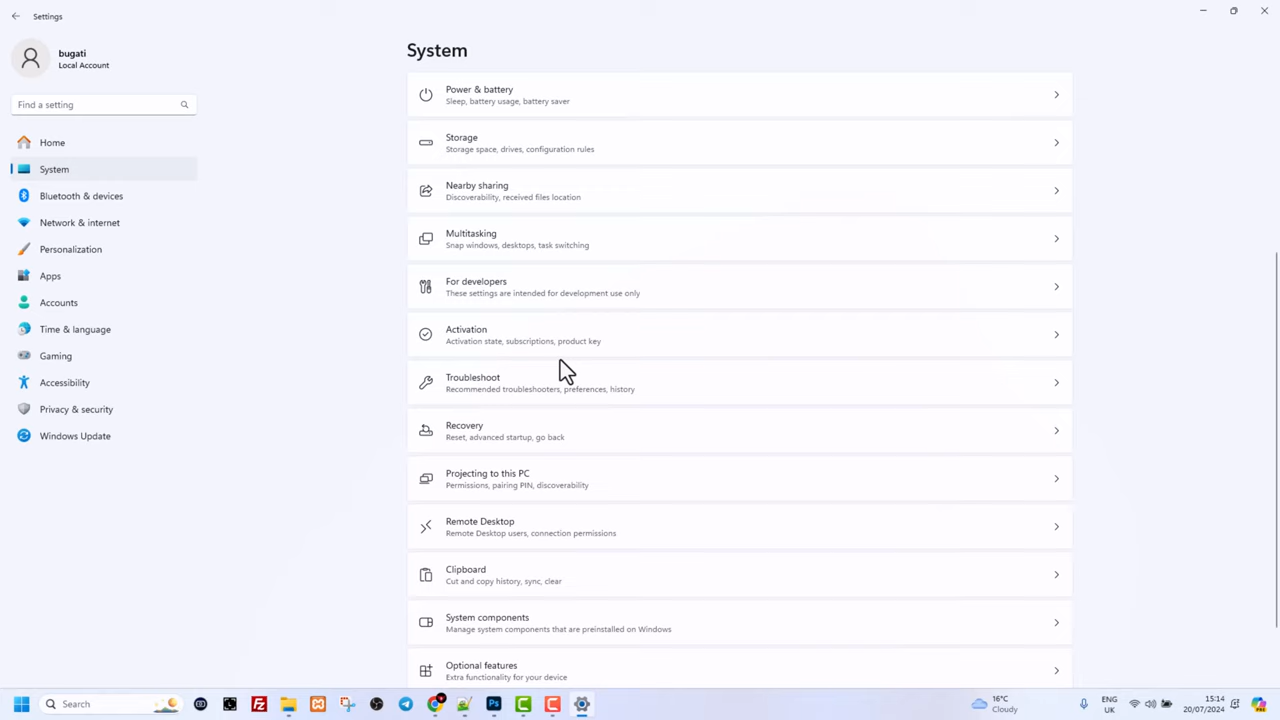 Settings
bugati
Local Account
Find a setting
Home
System
Bluetooth & devices
Network & internet
Personalization
Apps
Accounts
Time & language
Gaming
Accessibility
Privacy & security
Windows Update
System
Power & battery
Sleep, battery usage, battery saver
Storage
Storage space, drives, configuration rules
Nearby sharing
Discoverability, received files location
Multitasking
Snap windows, desktops, task switching
For developers
These settings are intended for development use only
Activation
Activation state, subscriptions, product key
Troubleshoot
Recommended troubleshooters, preferences, history
Recovery
Reset, advanced startup, go back
Projecting to this PC
Permissions, pairing PIN, discoverability
Remote Desktop
Remote Desktop users, connection permissions
Clipboard
Cut and copy history, sync, clear
System components
Manage system components that are preinstalled on Windows
Optional features
Extra functionality for your device
Search
Fz
Ps
C
C
16°C
Cloudy
ENG
UK
15:14
20/07/2024